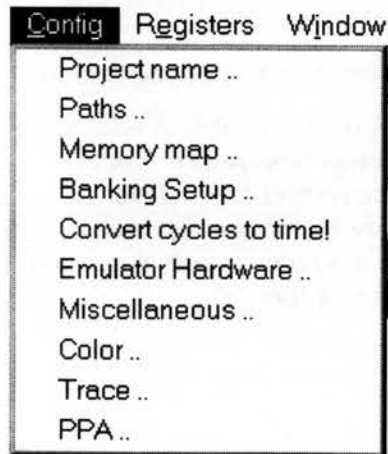 Config Registers Window
Project name ..
Paths ..
Memory map ..
Banking Setup ..
Convert cycles to time!
Emulator Hardware ..
Miscellaneous ..
Color ..
Trace ..
PPA ..